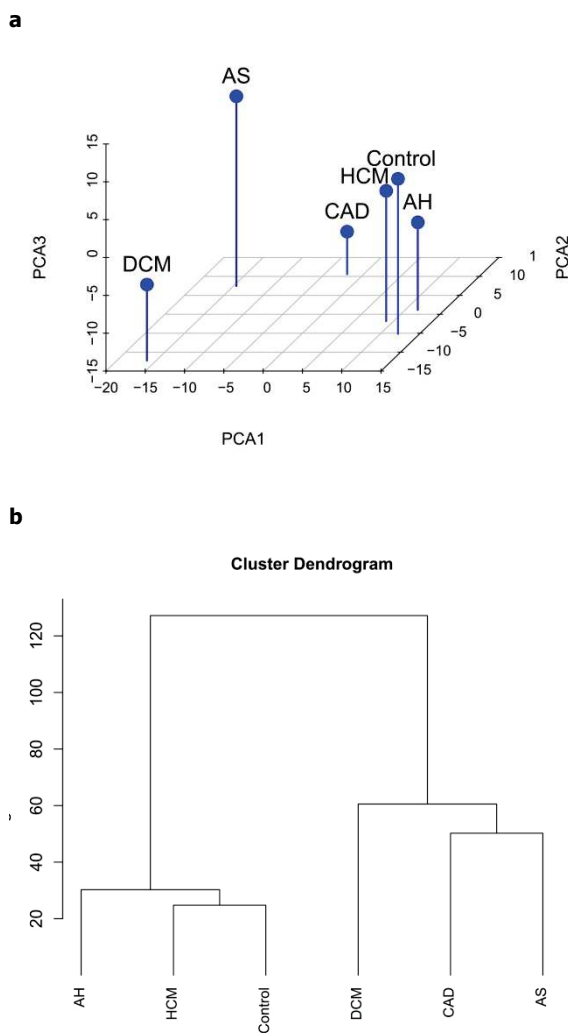 a
AS
Control
HCM
AH
CAD
DCM
PCA3
15
10
5
0
−5
−10
−15
PCA2
1
10
5
0
−5
−10
−15
−20 −15 −10 −5 0 5 10 15
PCA1
b
Cluster Dendrogram
120
100
80
60
40
20
AH HCM Control DCM CAD AS